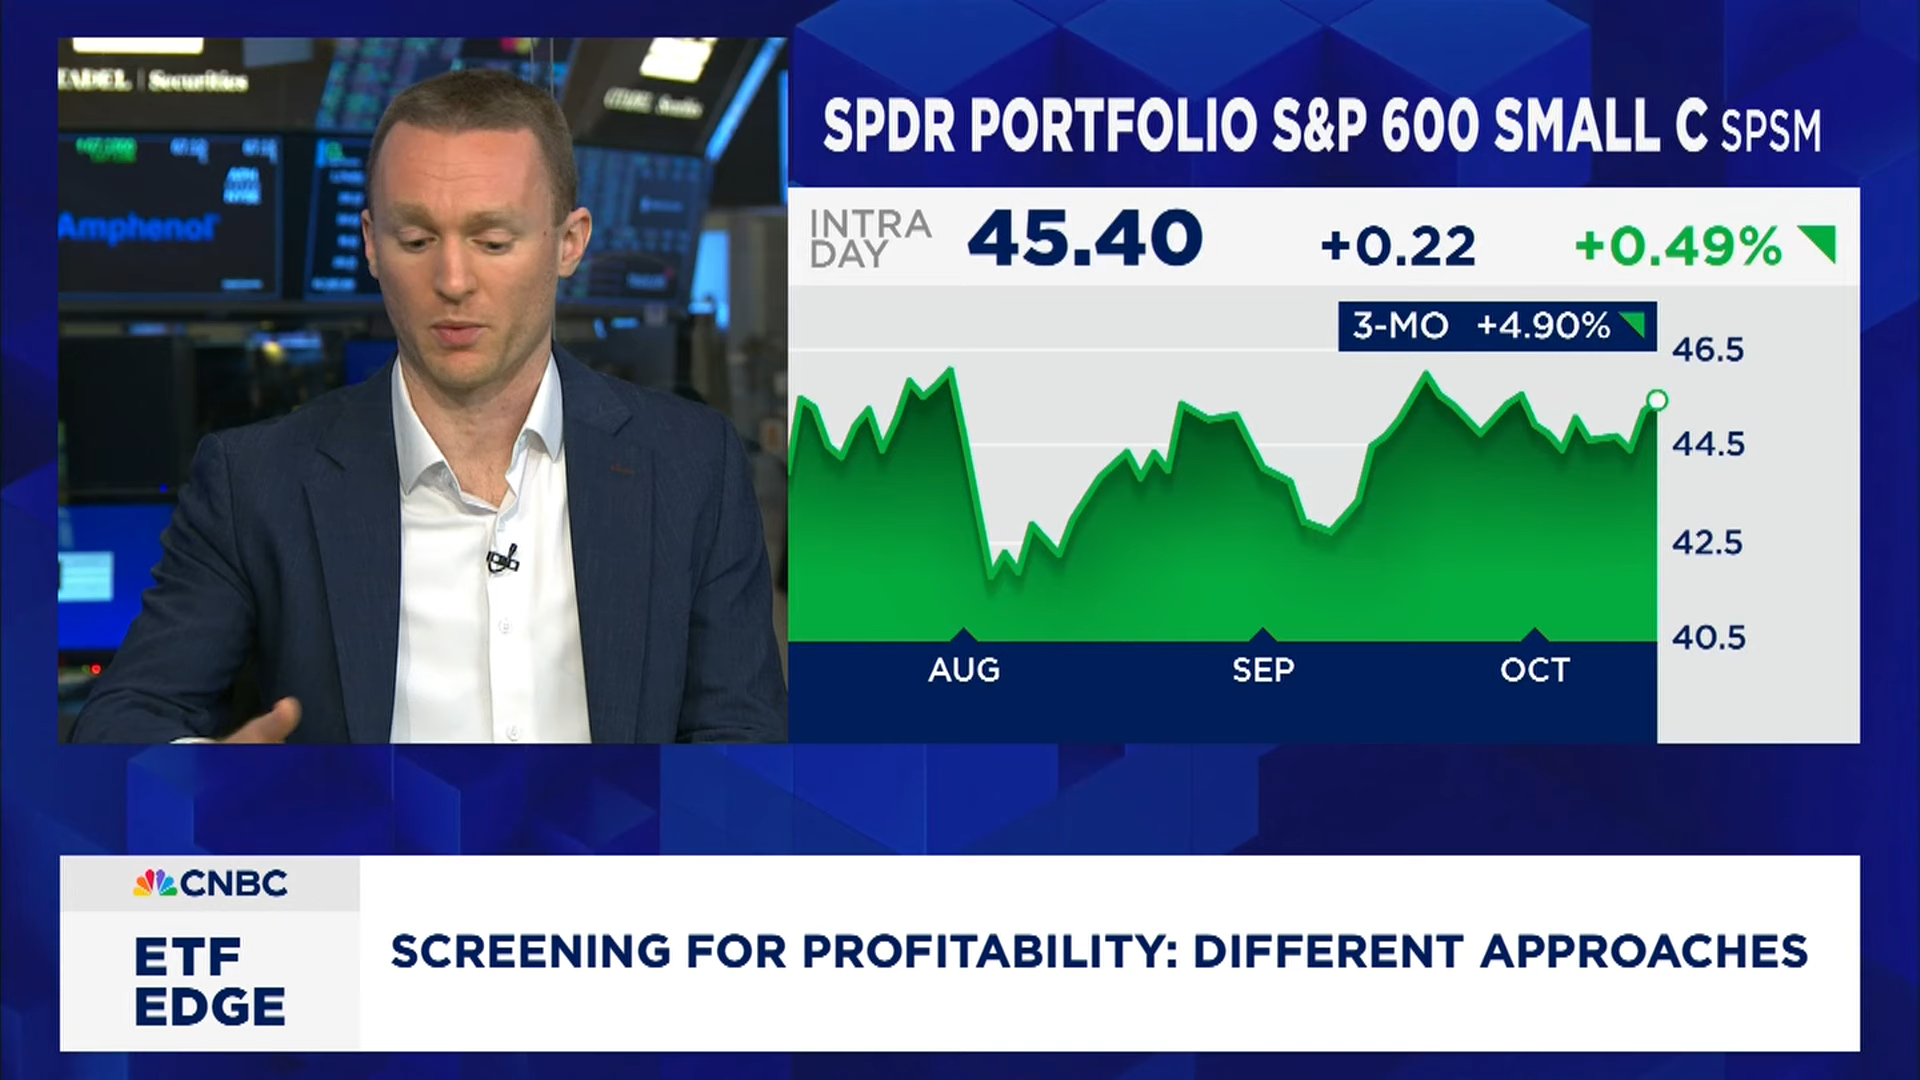 Securities
Amphenol
SPDR PORTFOLIO S&P 600 SMALL C SPSM
INTRA DAY 45.40 +0.22 +0.49%
3-MO +4.90%
46.5
44.5
42.5
40.5
AUG SEP OCT
CNBC
ETF
EDGE
SCREENING FOR PROFITABILITY: DIFFERENT APPROACHES